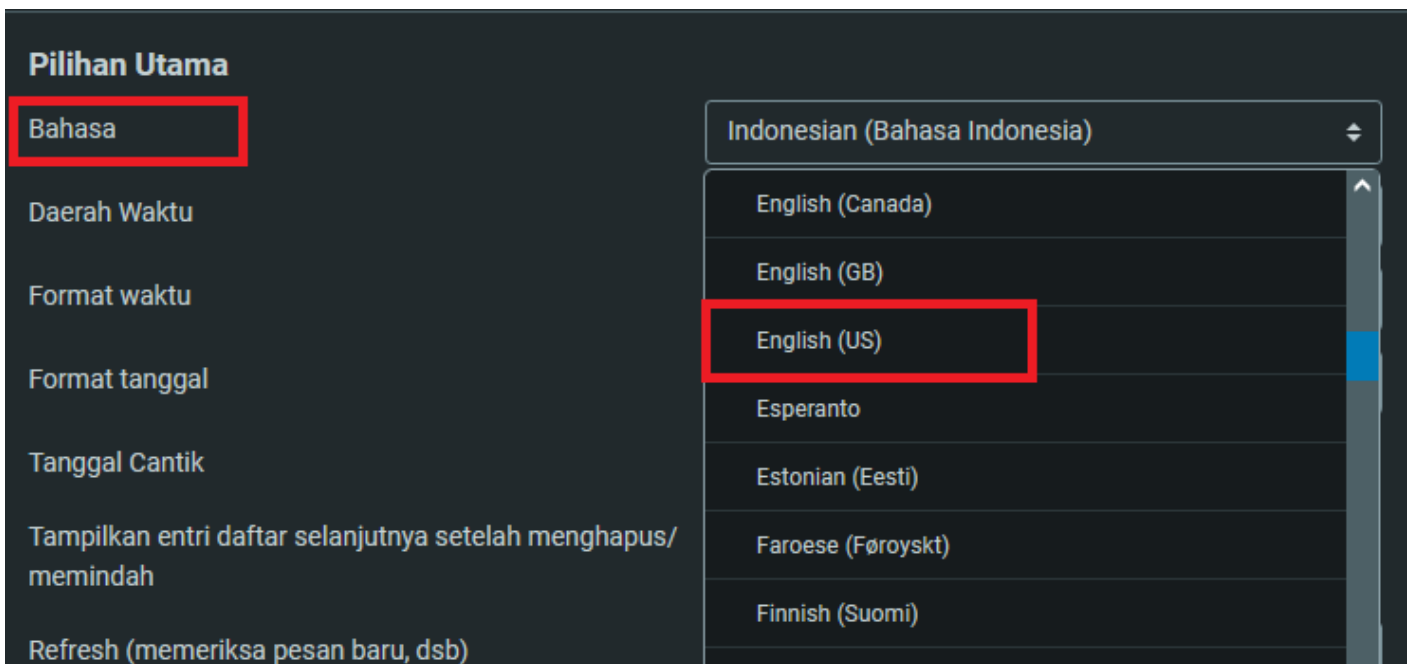 Pilihan Utama
Bahasa
Indonesian (Bahasa Indonesia)
English (Canada)
Daerah Waktu
English (GB)
Format waktu
English (US)
Format tanggal
Esperanto
Tanggal Cantik
Estonian (Eesti)
Tampilkan entri daftar selanjutnya setelah menghapus/
memindah
Faroese (Føroyskt)
Finnish (Suomi)
Refresh (memeriksa pesan baru, dsb)